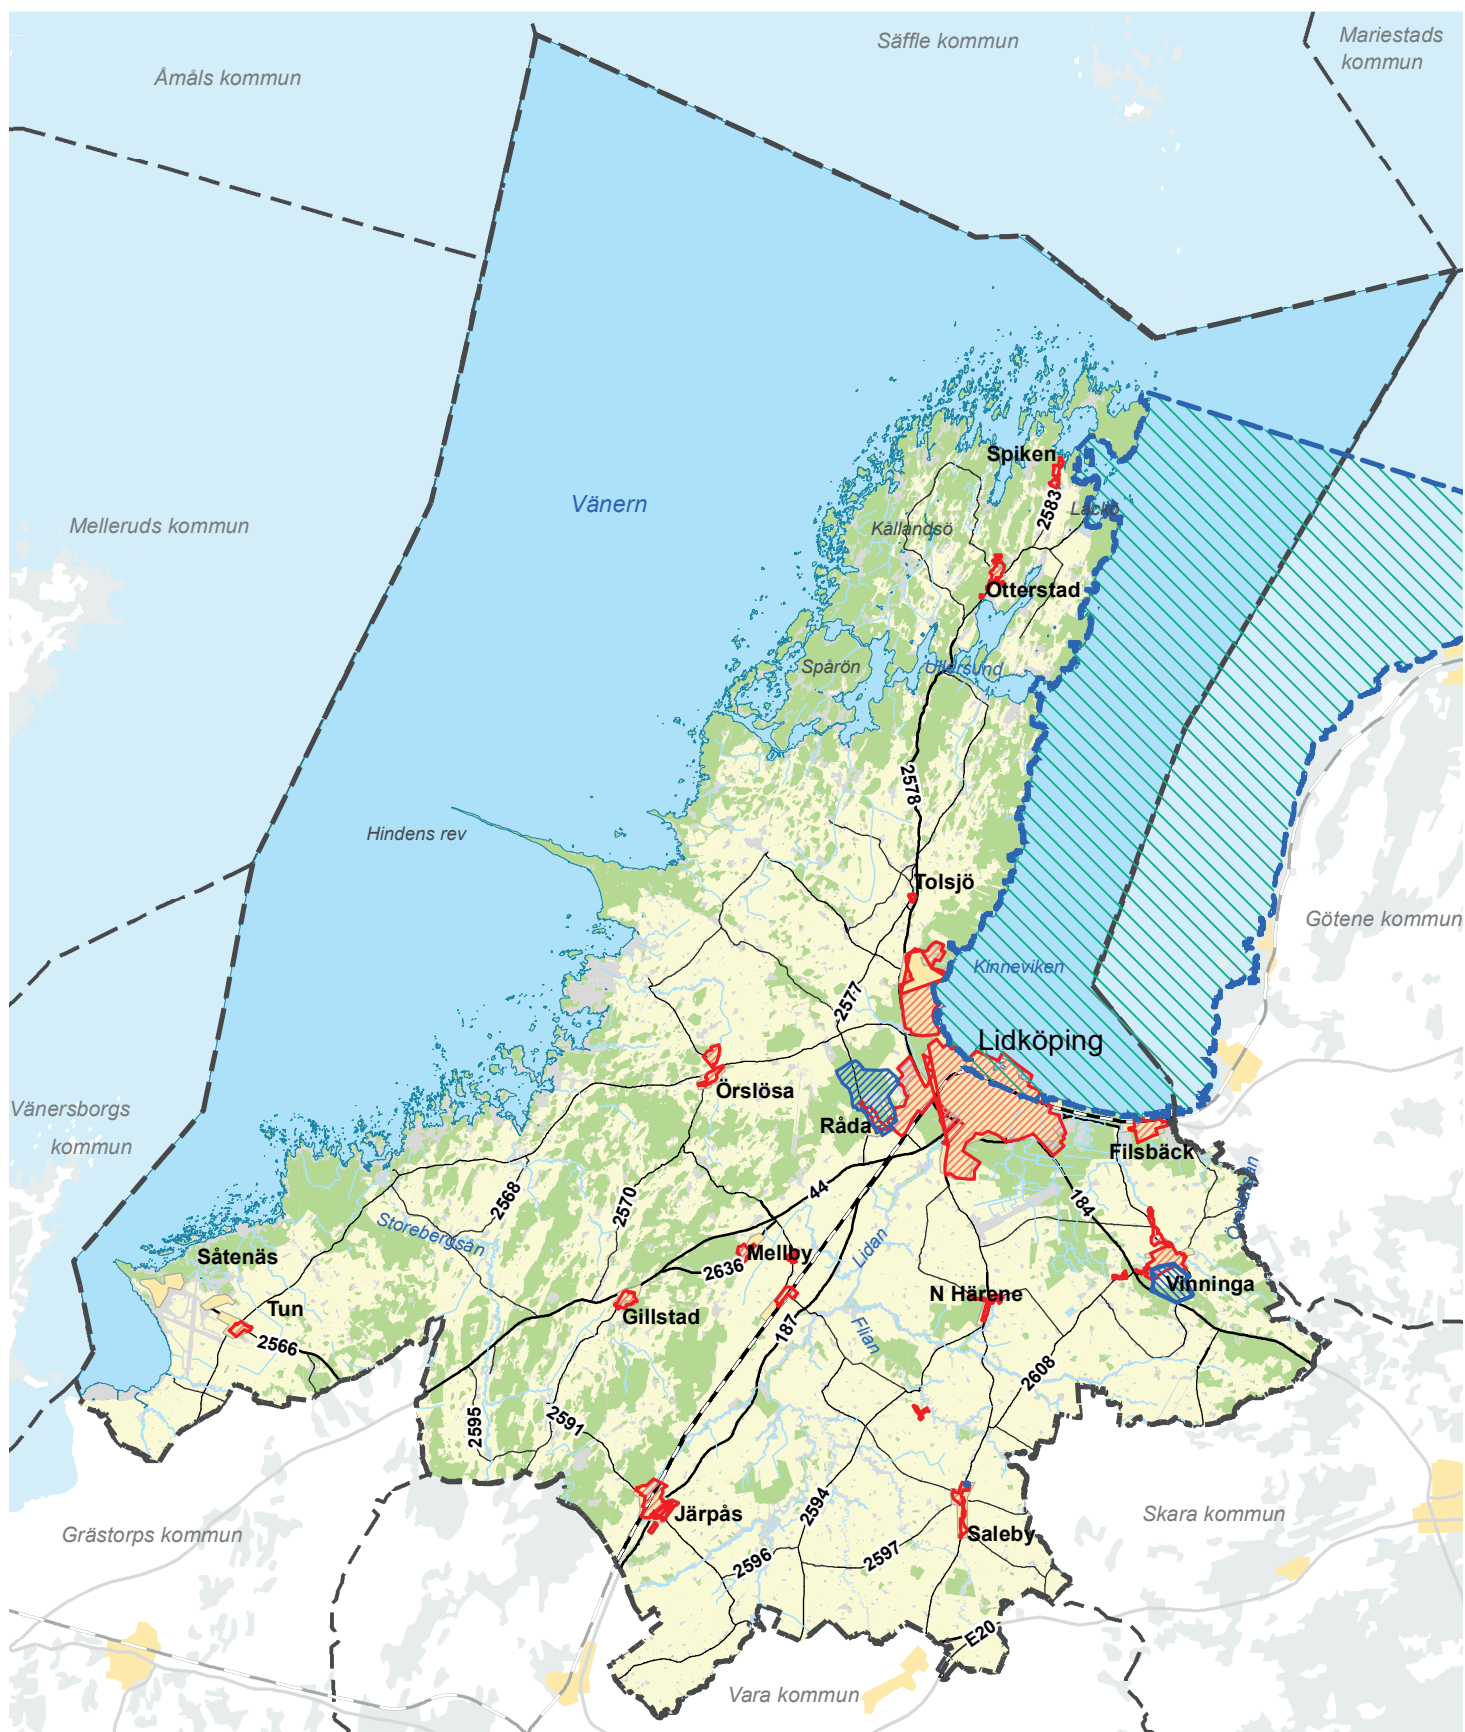 Åmåls kommun
Säffle kommun
Mariestads
kommun
Spiken
Vänern
2583
Läckö
Melleruds kommun
Kållandsö
Otterstad
Spårön
Ullersund
2578
Hindens rev
Tolsjö
Götene kommun
Kinneviken
2577
Lidköping
Örslösa
Vänersborgs
kommun
Råda
Filsbäck
44
184
2568
2570
Storebergsån
Lidan
Mellby
2636
Såtenäs
Vinninga
N Härene
Tun
Gillstad
187
Filan
2566
2608
2595
2591
2594
Järpås
Skara kommun
Grästorps kommun
Saleby
2596
2597
E20
Vara kommun